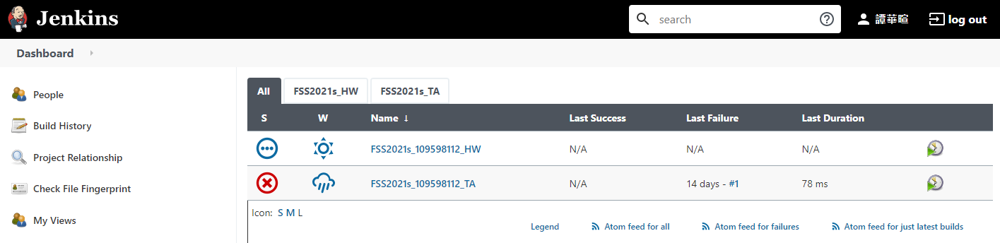 Jenkins search 譚華暄 log out
Dashboard
People
Build History
Project Relationship
Check File Fingerprint
My Views
All FSS2021s_HW FSS2021s_TA
S W Name ↓ Last Success Last Failure Last Duration
FSS2021s_109598112_HW N/A N/A N/A
FSS2021s_109598112_TA N/A 14 days - #1 78 ms
Icon: S M L
Legend Atom feed for all Atom feed for failures Atom feed for just latest builds